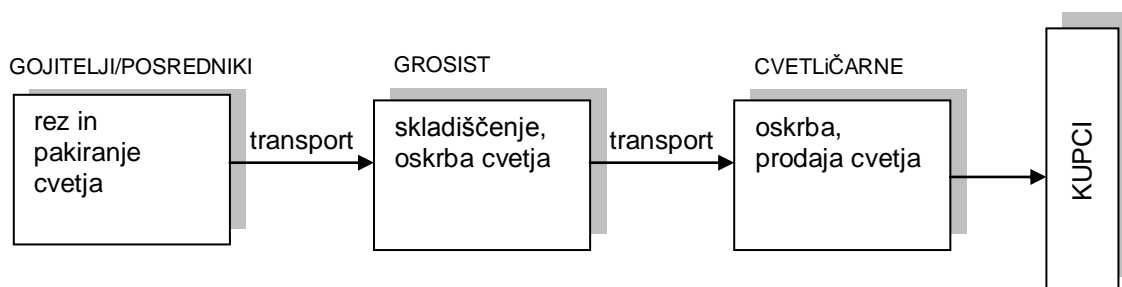 GOJITELJI/POSREDNIKI
rez in
pakiranje
cvetja
transport
GROSIST
skladiščenje,
oskrba cvetja
transport
CVETLiČARNE
oskrba,
prodaja cvetja
KUPCI